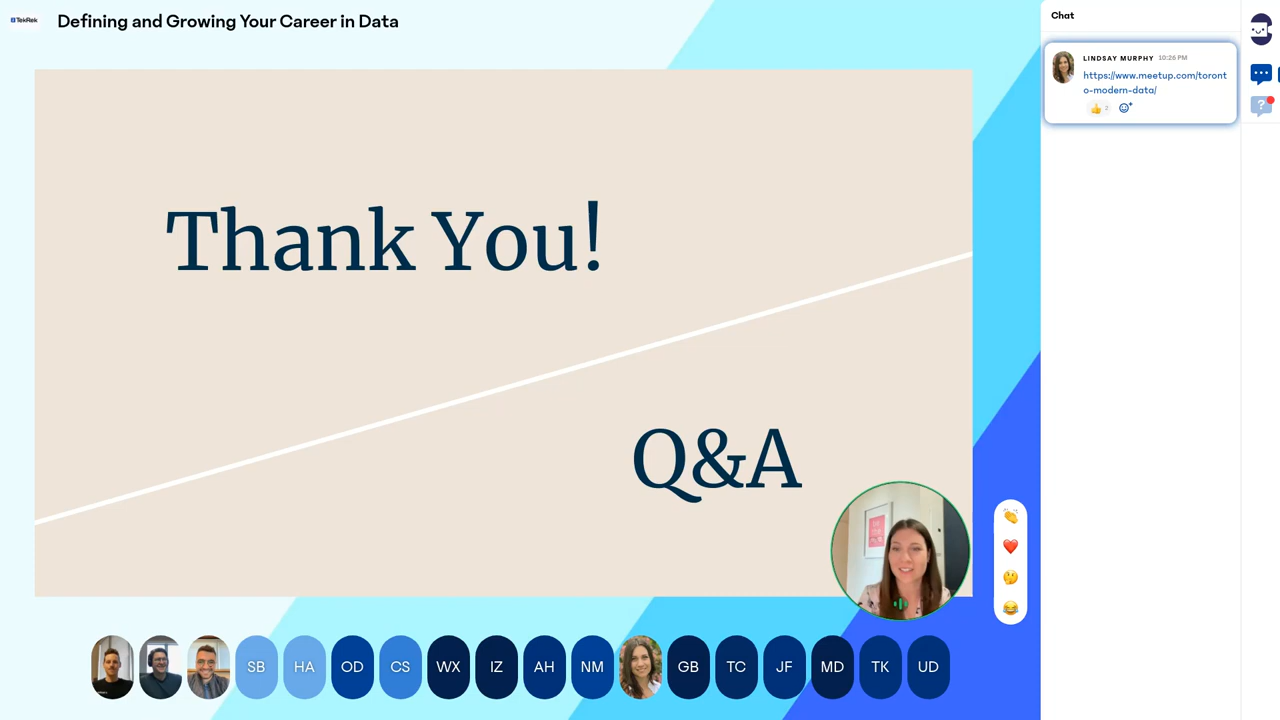 TekRek
Defining and Growing Your Career in Data
Chat
LINDSAY MURPHY 10:26 PM
https://www.meetup.com/toront
o-modern-data/
2
Thank You!
Q&A
SB
HA
OD
CS
WX
IZ
AH
NM
GB
TC
JF
MD
TK
UD